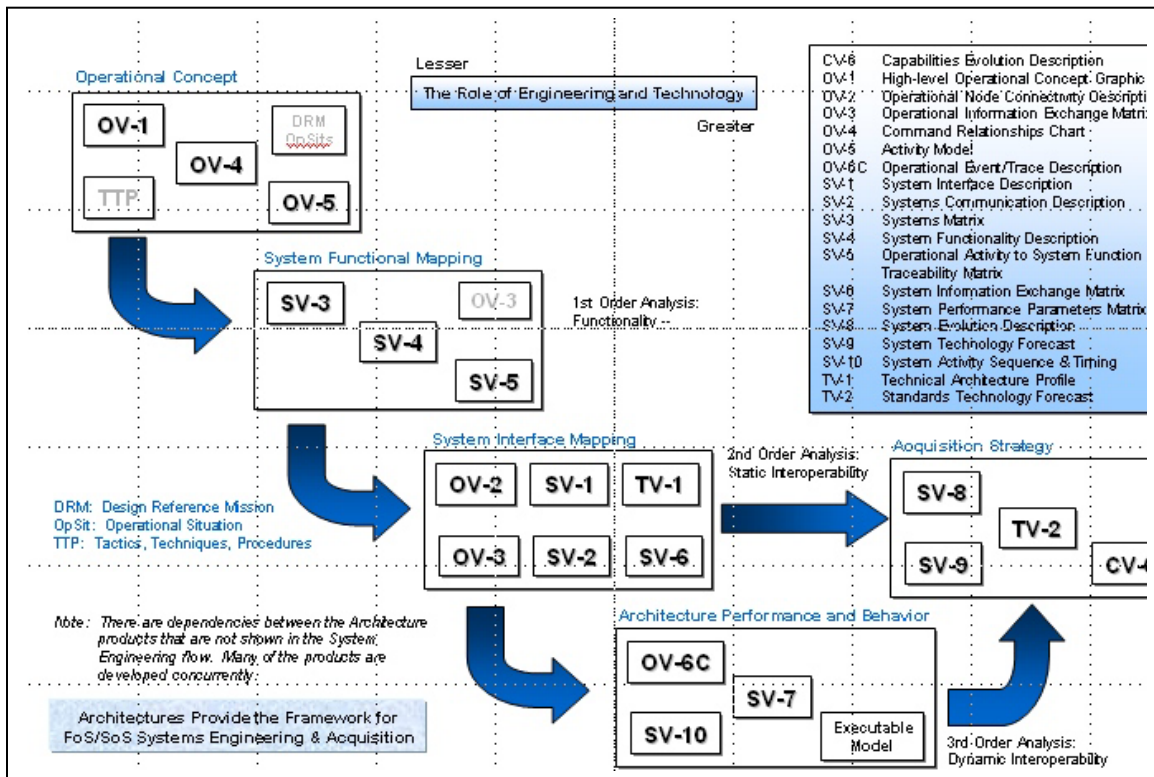 Operational Concept
OV-1
DRM
OpSits
OV-4
TTP
OV-5
Lesser
The Role of Engineering and Technology
Greater
CV-6 Capabilities Evolution Description
OV-1 High-level Operational Concept Graphic
OV-2 Operational Node Connectivity Descripti
OV-3 Operational Information Exchange Matrix
OV-4 Command Relationships Chart
OV-5 Activity Model
OV-6C Operational Event/Trace Description
SV-1 System Interface Description
SV-2 Systems Communication Description
SV-3 Systems Matrix
SV-4 System Functionality Description
SV-5 Operational Activity to System Function
Traceability Matrix
SV-6 System Information Exchange Matrix
SV-7 System Performance Parameters Matrix
SV-8 System Evolution Description
SV-9 System Technology Forecast
SV-10 System Activity Sequence & Timing
TV-1 Technical Architecture Profile
TV-2 Standards Technology Forecast
System Functional Mapping
SV-3
OV-3
SV-4
SV-5
1st Order Analysis:
Functionality --
System Interface Mapping
OV-2 SV-1 TV-1
OV-3 SV-2 SV-6
2nd Order Analysis:
Static Interoperability
Acquisition Strategy
SV-8
TV-2
SV-9
DRM: Design Reference Mission
OpSit: Operational Situation
TTP: Tactics, Techniques, Procedures
Note: There are dependencies between the Architecture
products that are not shown in the System
Engineering flow. Many of the products are
developed concurrently.
Architecture Performance and Behavior
OV-6C
SV-7
SV-10
Executable
Model
3rd Order Analysis:
Dynamic Interoperability
Architectures Provide the Framework for
FoS/SoS Systems Engineering & Acquisition